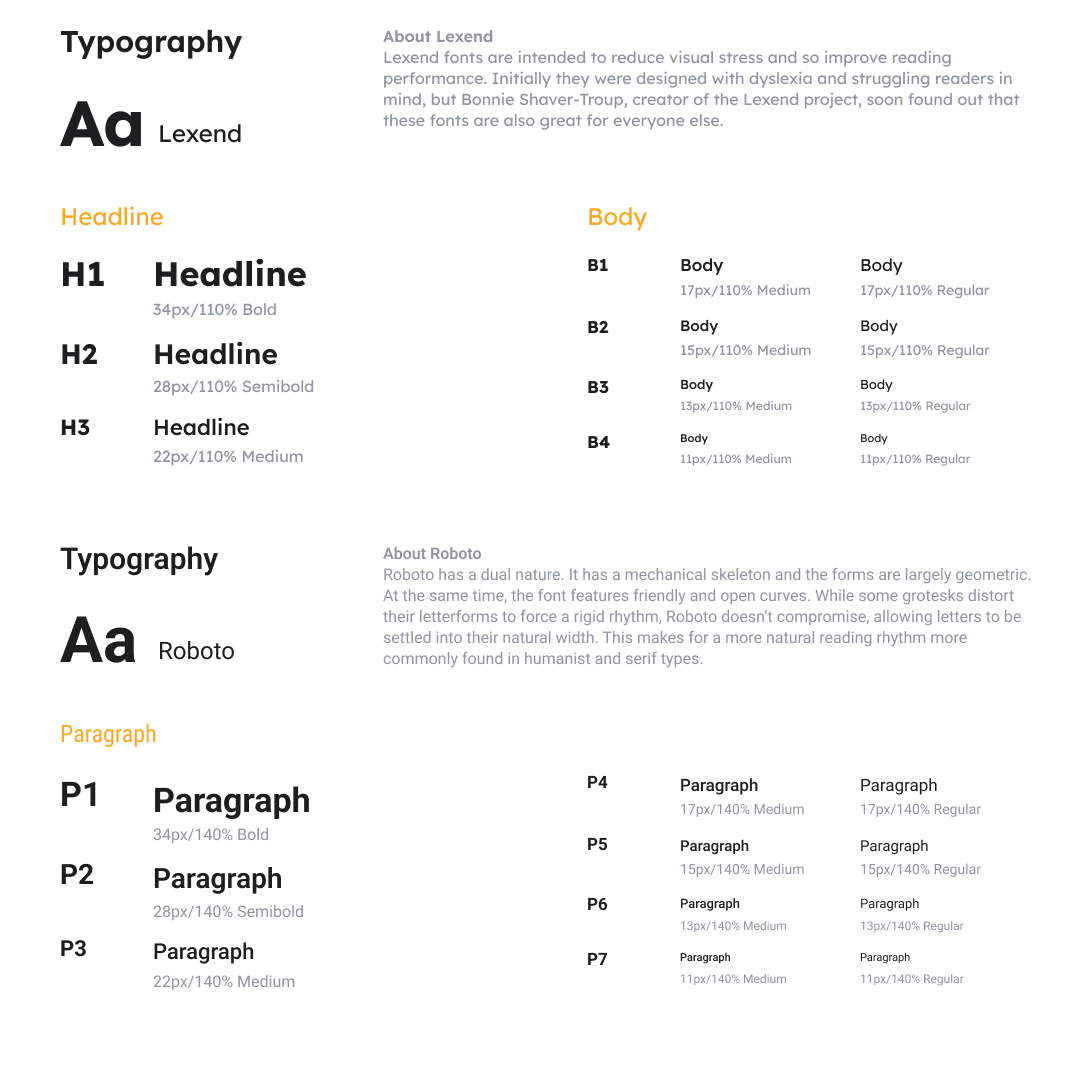 Typography
About Lexend
Lexend fonts are intended to reduce visual stress and so improve reading
performance. Initially they were designed with dyslexia and struggling readers in
mind, but Bonnie Shaver-Troup, creator of the Lexend project, soon found out that
these fonts are also great for everyone else.
Aa Lexend
Headline
H1 Headline
34px/110% Bold
H2 Headline
28px/110% Semibold
H3 Headline
22px/110% Medium
Body
B1 Body Body
17px/110% Medium 17px/110% Regular
B2 Body Body
15px/110% Medium 15px/110% Regular
B3 Body Body
13px/110% Medium 13px/110% Regular
B4 Body Body
11px/110% Medium 11px/110% Regular
Typography
About Roboto
Roboto has a dual nature. It has a mechanical skeleton and the forms are largely geometric.
At the same time, the font features friendly and open curves. While some grotesks distort
their letterforms to force a rigid rhythm, Roboto doesn’t compromise, allowing letters to be
settled into their natural width. This makes for a more natural reading rhythm more
commonly found in humanist and serif types.
Aa Roboto
Paragraph
P1 Paragraph
34px/140% Bold
P2 Paragraph
28px/140% Semibold
P3 Paragraph
22px/140% Medium
P4 Paragraph Paragraph
17px/140% Medium 17px/140% Regular
P5 Paragraph Paragraph
15px/140% Medium 15px/140% Regular
P6 Paragraph Paragraph
13px/140% Medium 13px/140% Regular
P7 Paragraph Paragraph
11px/140% Medium 11px/140% Regular